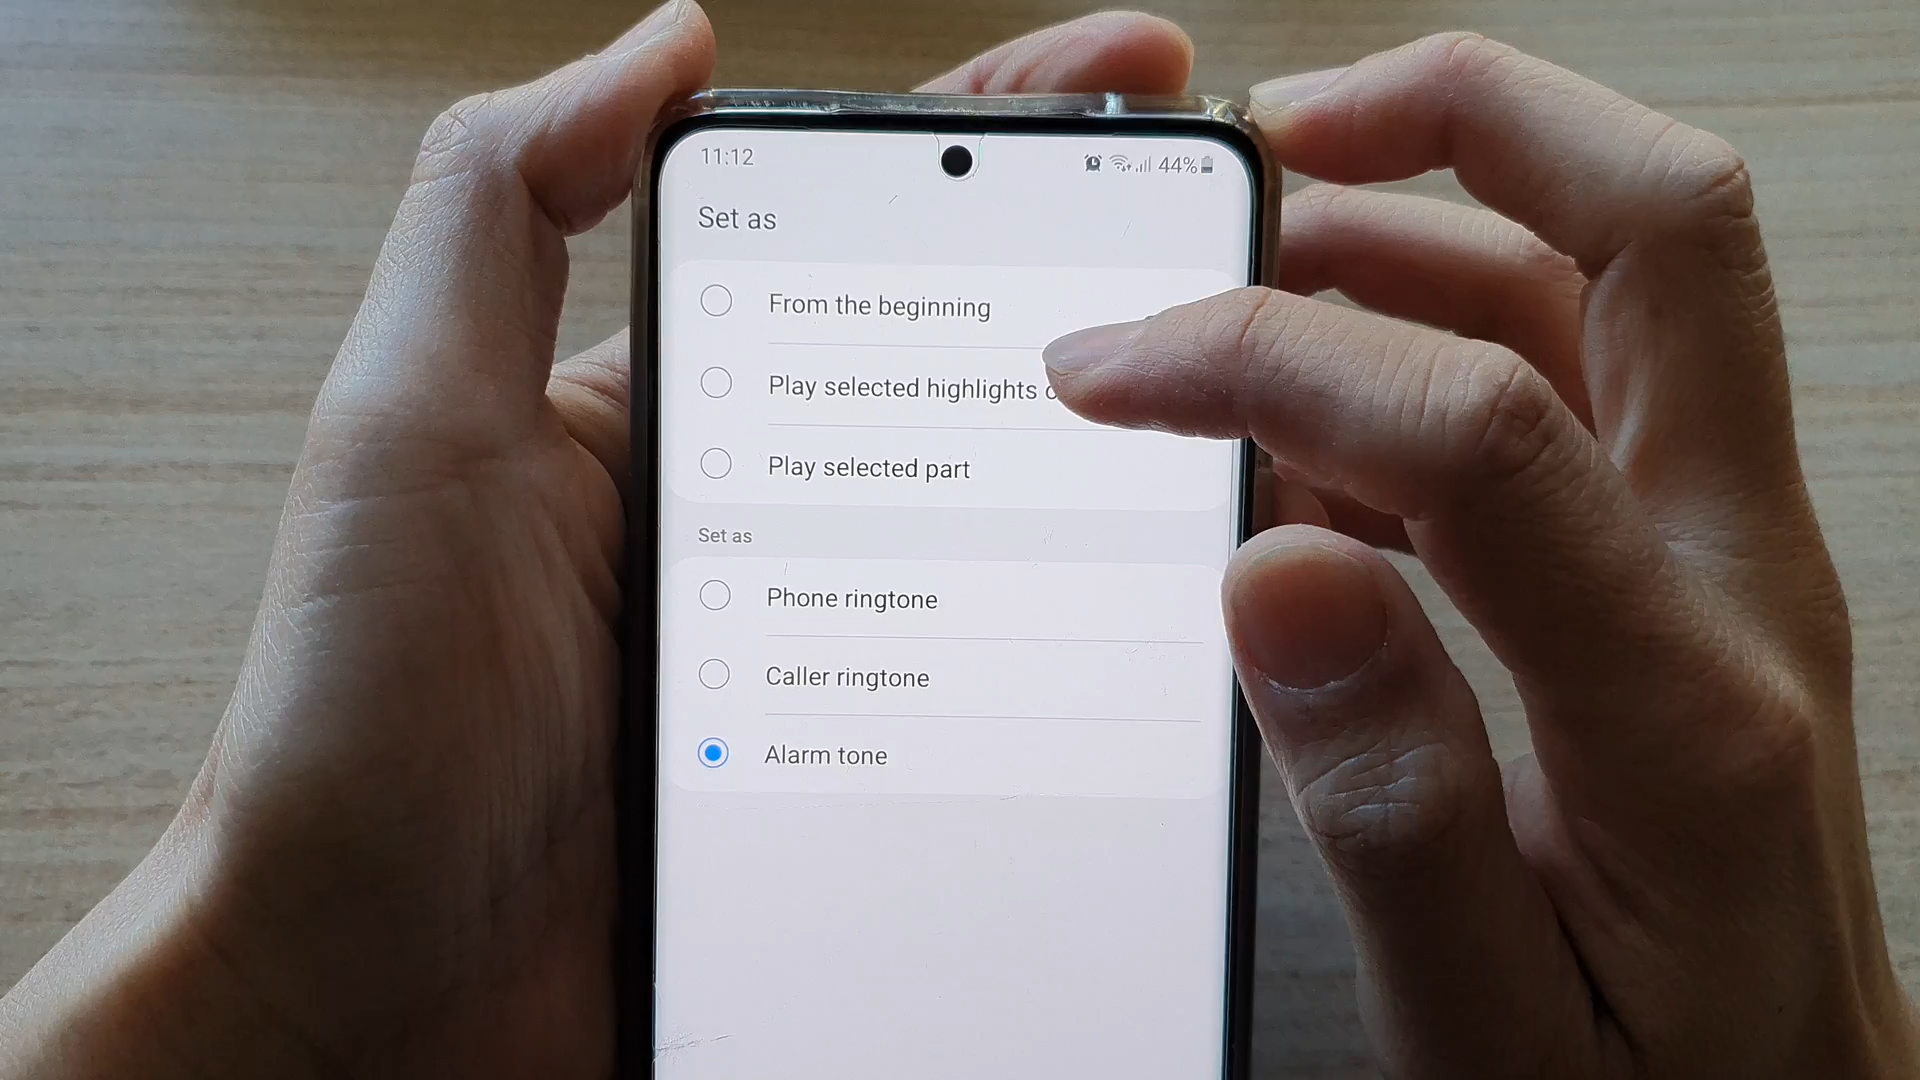 11:12
44%
Set as
From the beginning
Play selected highlights
Play selected part
Set as
Phone ringtone
Caller ringtone
Alarm tone